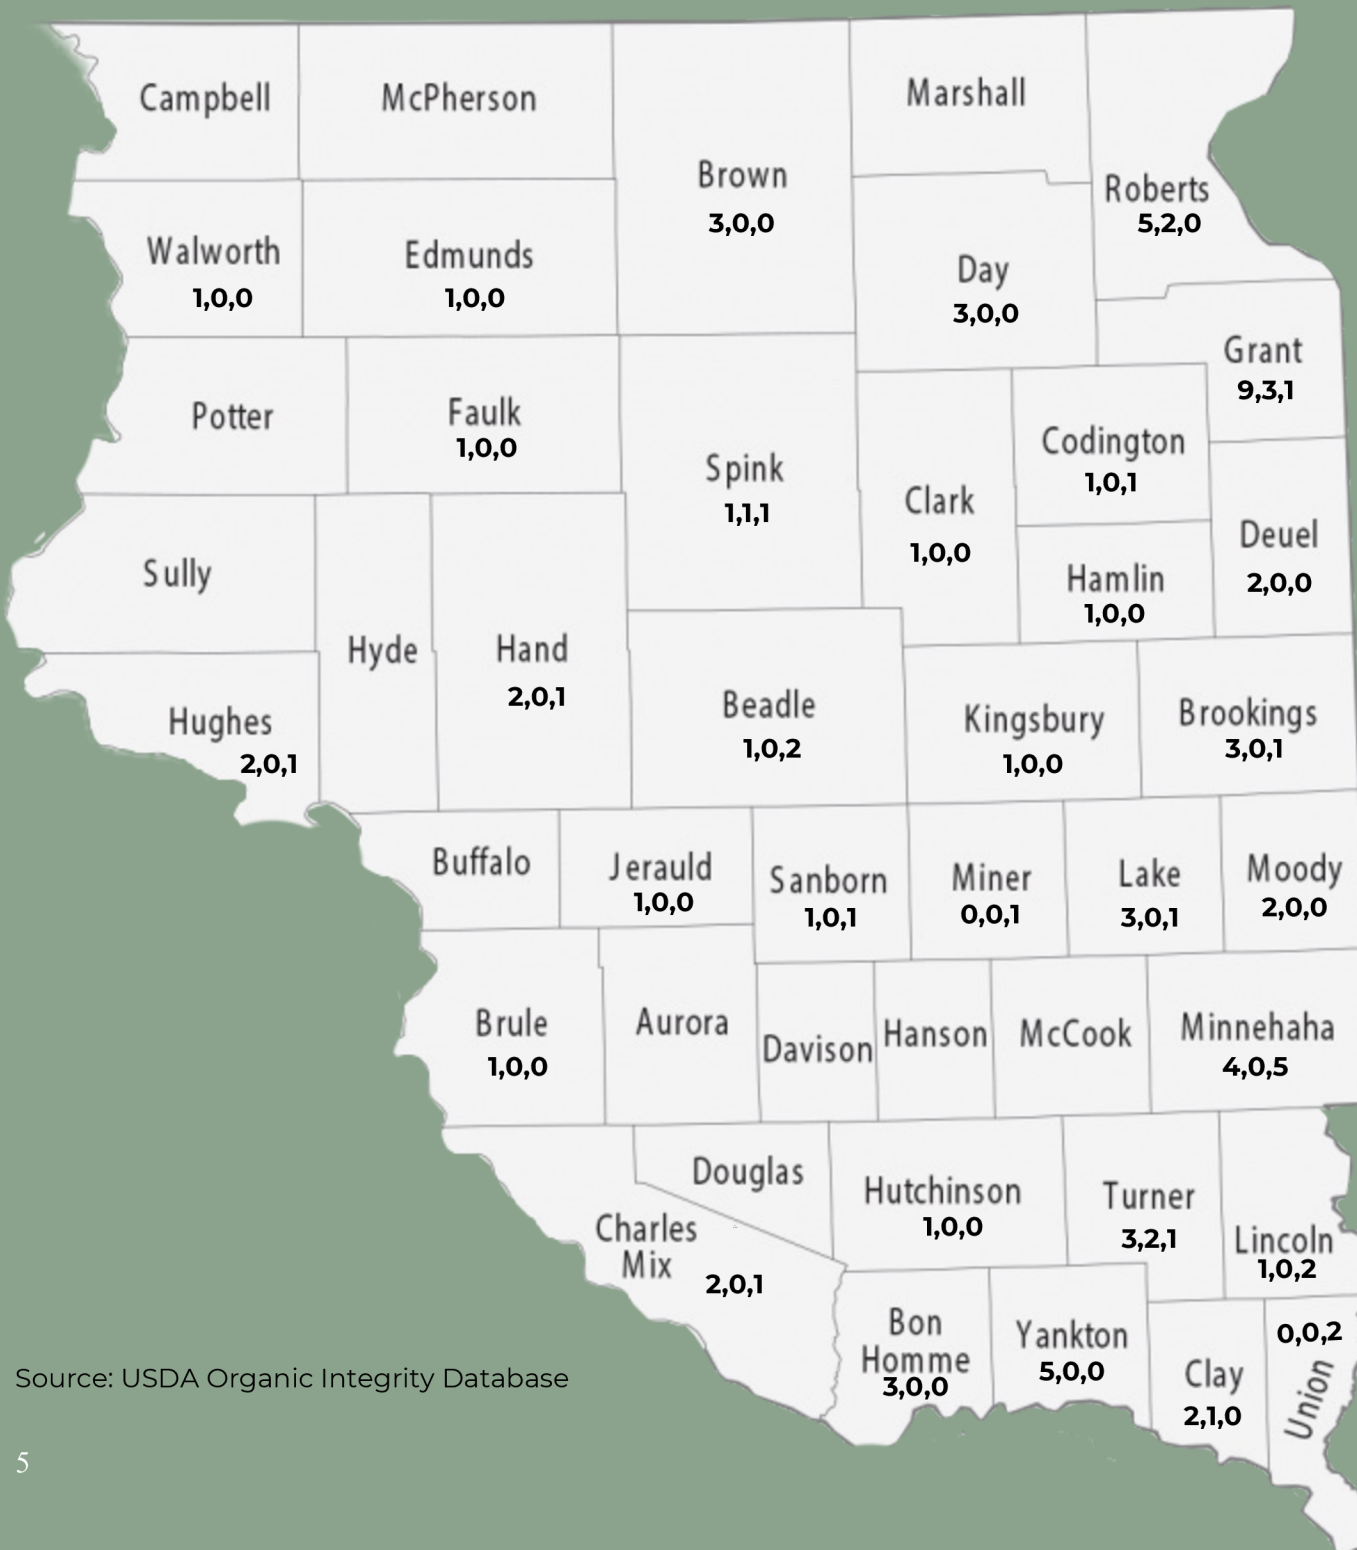 Campbell
McPherson
Brown
3,0,0
Marshall
Roberts
5,2,0
Walworth
1,0,0
Edmunds
1,0,0
Day
3,0,0
Grant
9,3,1
Potter
Faulk
1,0,0
Spink
1,1,1
Clark
1,0,0
Codington
1,0,1
Hamlin
1,0,0
Deuel
2,0,0
Sully
Hyde
Hand
2,0,1
Hughes
2,0,1
Beadle
1,0,2
Kingsbury
1,0,0
Brookings
3,0,1
Buffalo
Jerauld
1,0,0
Sanborn
1,0,1
Miner
0,0,1
Lake
3,0,1
Moody
2,0,0
Brule
1,0,0
Aurora
Davison
Hanson
McCook
Minnehaha
4,0,5
Douglas
Charles
Mix
2,0,1
Hutchinson
1,0,0
Turner
3,2,1
Lincoln
1,0,2
Bon
Homme
3,0,0
Yankton
5,0,0
Clay
2,1,0
0,0,2
Union
Source: USDA Organic Integrity Database
5